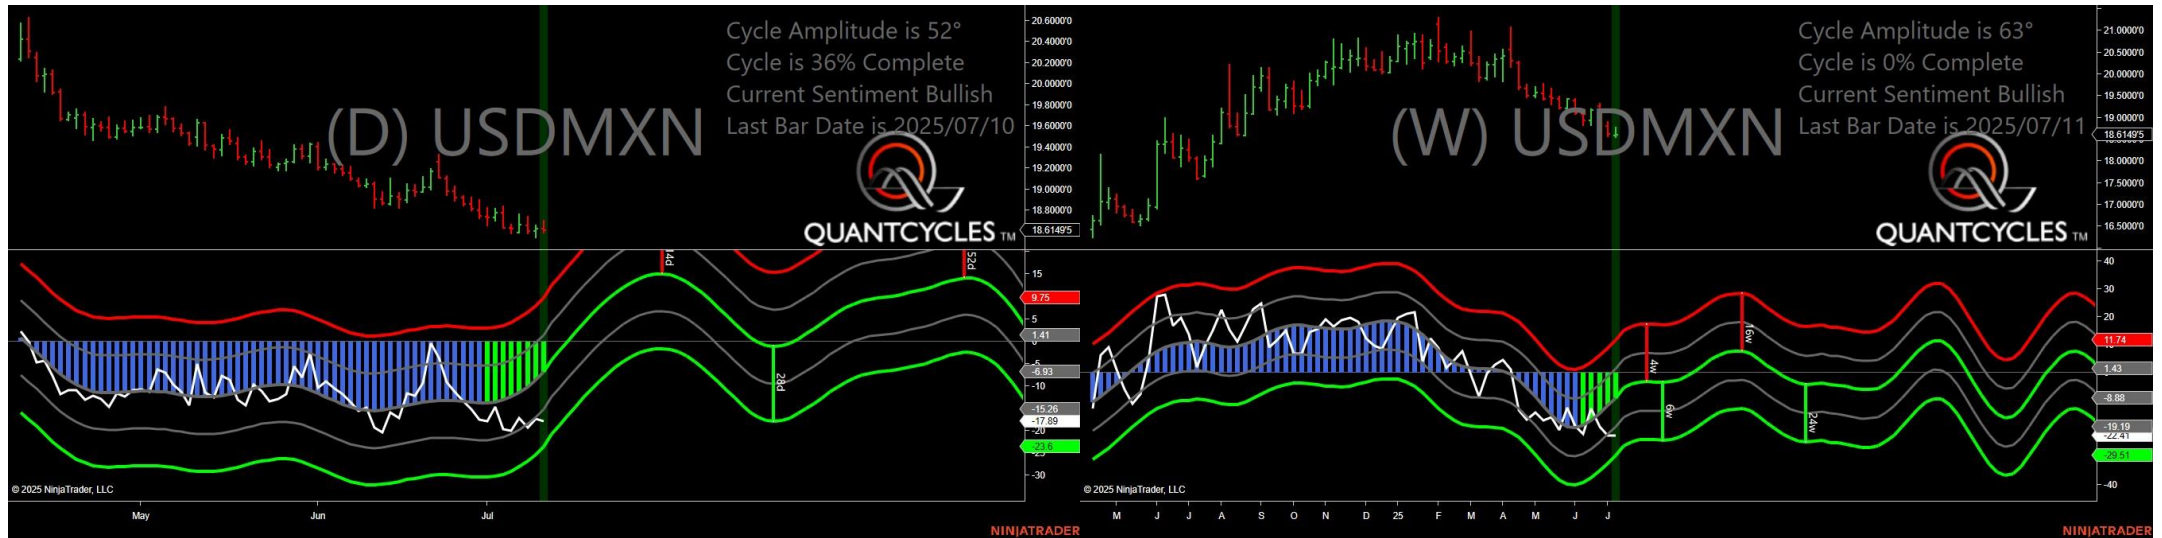 Cycle Amplitude is 52°
Cycle is 36% Complete
Current Sentiment Bullish
Last Bar Date is 2025/07/10
(D) USDMXN
QUANTCYCLES TM
20.6000'0
20.4000'0
20.2000'0
20.0000'0
19.8000'0
19.6000'0
19.4000'0
19.2000'0
19.0000'0
18.8000'0
18.6149'5
14d
52d
28d
15
9.75
5
1.41
0
-5
-6.93
-10
-15.26
-17.89
-20
-23.6
-25
-30
© 2025 NinjaTrader, LLC
May Jun Jul
NINJATRADER
Cycle Amplitude is 63°
Cycle is 0% Complete
Current Sentiment Bullish
Last Bar Date is 2025/07/11
(W) USDMXN
QUANTCYCLES TM
21.0000'0
20.5000'0
20.0000'0
19.5000'0
19.0000'0
18.6149'5
18.0000'0
17.5000'0
17.0000'0
16.5000'0
4w
16w
6w
24w
40
30
20
11.74
1.43
-8.88
-19.19
-22.41
-29.51
-40
© 2025 NinjaTrader, LLC
M J J A S O N D 25 F M A M J J
NINJATRADER